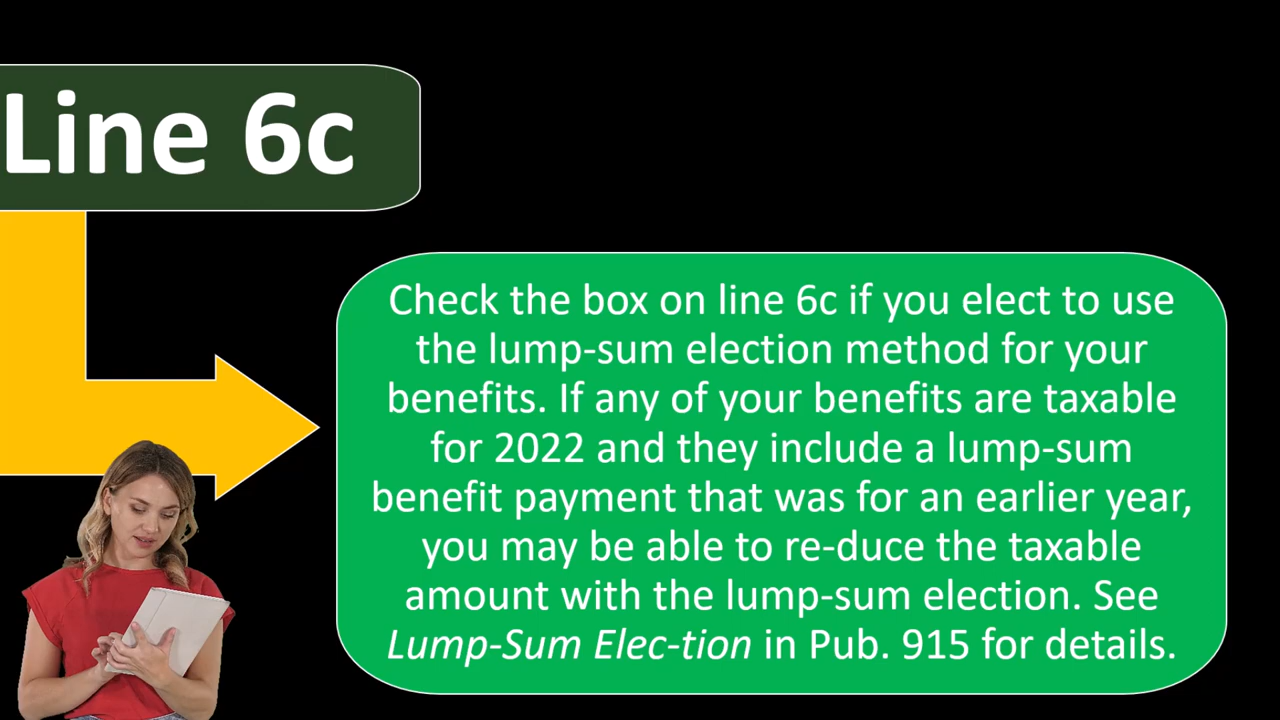 Line 6c
Check the box on line 6c if you elect to use
the lump-sum election method for your
benefits. If any of your benefits are taxable
for 2022 and they include a lump-sum
benefit payment that was for an earlier year,
you may be able to re-duce the taxable
amount with the lump-sum election. See
Lump-Sum Elec-tion in Pub. 915 for details.